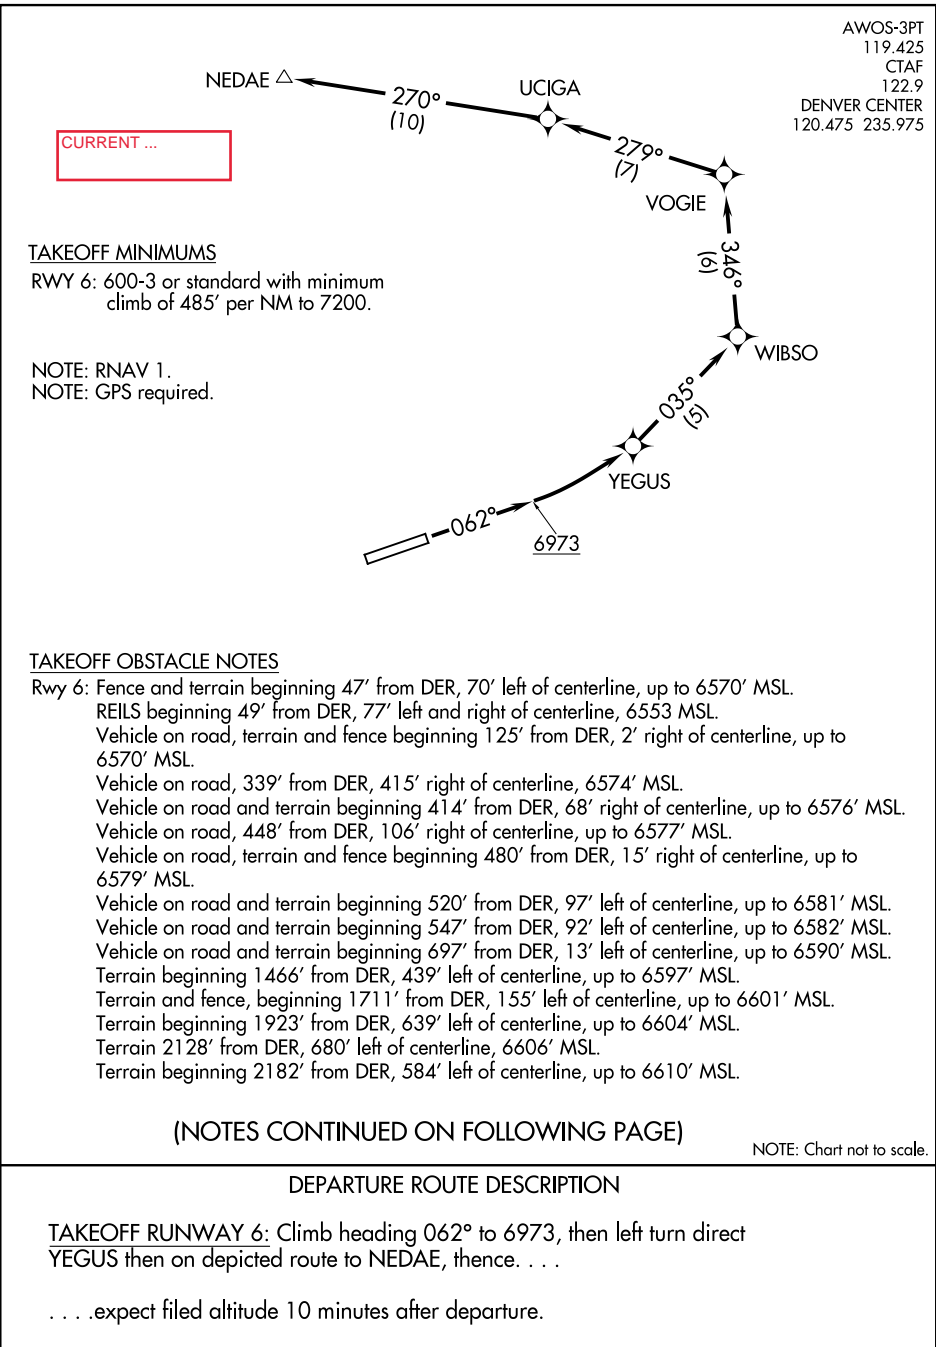 AWOS-3PT
119.425
CTAF
122.9
DENVER CENTER
120.475 235.975
NEDAE
270°
(10)
UCIGA
279°
(7)
VOGIE
CURRENT ...
346°
(6)
WIBSO
TAKEOFF MINIMUMS
RWY 6: 600-3 or standard with minimum
climb of 485′ per NM to 7200.
NOTE: RNAV 1.
NOTE: GPS required.
035°
(5)
YEGUS
062°
6973
TAKEOFF OBSTACLE NOTES
Rwy 6: Fence and terrain beginning 47′ from DER, 70′ left of centerline, up to 6570′ MSL.
REILS beginning 49′ from DER, 77′ left and right of centerline, 6553 MSL.
Vehicle on road, terrain and fence beginning 125′ from DER, 2′ right of centerline, up to
6570′ MSL.
Vehicle on road, 339′ from DER, 415′ right of centerline, 6574′ MSL.
Vehicle on road and terrain beginning 414′ from DER, 68′ right of centerline, up to 6576′ MSL.
Vehicle on road, 448′ from DER, 106′ right of centerline, up to 6577′ MSL.
Vehicle on road, terrain and fence beginning 480′ from DER, 15′ right of centerline, up to
6579′ MSL.
Vehicle on road and terrain beginning 520′ from DER, 97′ left of centerline, up to 6581′ MSL.
Vehicle on road and terrain beginning 547′ from DER, 92′ left of centerline, up to 6582′ MSL.
Vehicle on road and terrain beginning 697′ from DER, 13′ left of centerline, up to 6590′ MSL.
Terrain beginning 1466′ from DER, 439′ left of centerline, up to 6597′ MSL.
Terrain and fence, beginning 1711′ from DER, 155′ left of centerline, up to 6601′ MSL.
Terrain beginning 1923′ from DER, 639′ left of centerline, up to 6604′ MSL.
Terrain 2128′ from DER, 680′ left of centerline, 6606′ MSL.
Terrain beginning 2182′ from DER, 584′ left of centerline, up to 6610′ MSL.
(NOTES CONTINUED ON FOLLOWING PAGE)
NOTE: Chart not to scale.
DEPARTURE ROUTE DESCRIPTION
TAKEOFF RUNWAY 6: Climb heading 062° to 6973, then left turn direct
YEGUS then on depicted route to NEDAE, thence. . . .
. . . .expect filed altitude 10 minutes after departure.